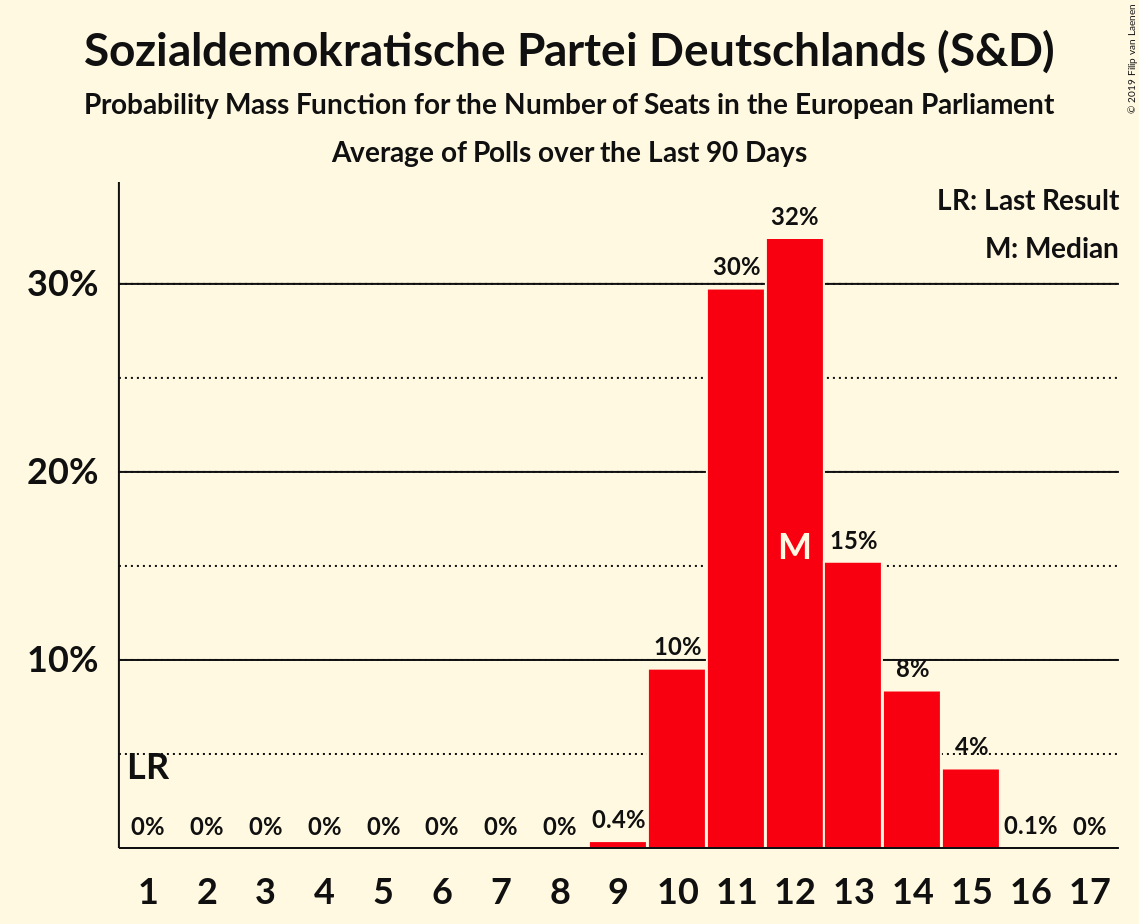 Sozialdemokratische Partei Deutschlands (S&D)
Probability Mass Function for the Number of Seats in the European Parliament
Average of Polls over the Last 90 Days
© 2019 Filip van Laenen
LR: Last Result
M: Median
32%
30%
30%
20%
M
15%
10%
10%
8%
LR
4%
0% 0% 0% 0% 0% 0% 0% 0% 0.4% 0.1% 0%
1 2 3 4 5 6 7 8 9 10 11 12 13 14 15 16 17